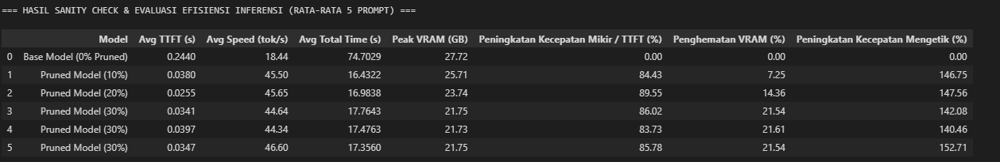 === HASIL SANITY CHECK & EVALUASI EFISIENSI INFERENSI (RATA-RATA 5 PROMPT) ===
Model Avg TTFT (s) Avg Speed (tok/s) Avg Total Time (s) Peak VRAM (GB) Peningkatan Kecepatan Mikir / TTFT (%) Penghematan VRAM (%) Peningkatan Kecepatan Mengetik (%)
0 Base Model (0% Pruned) 0.2440 18.44 74.7029 27.72 0.00 0.00 0.00
1 Pruned Model (10%) 0.0380 45.50 16.4322 25.71 84.43 7.25 146.75
2 Pruned Model (20%) 0.0255 45.65 16.9838 23.74 89.55 14.36 147.56
3 Pruned Model (30%) 0.0341 44.64 17.7643 21.75 86.02 21.54 142.08
4 Pruned Model (30%) 0.0397 44.34 17.4763 21.73 83.73 21.61 140.46
5 Pruned Model (30%) 0.0347 46.60 17.3560 21.75 85.78 21.54 152.71